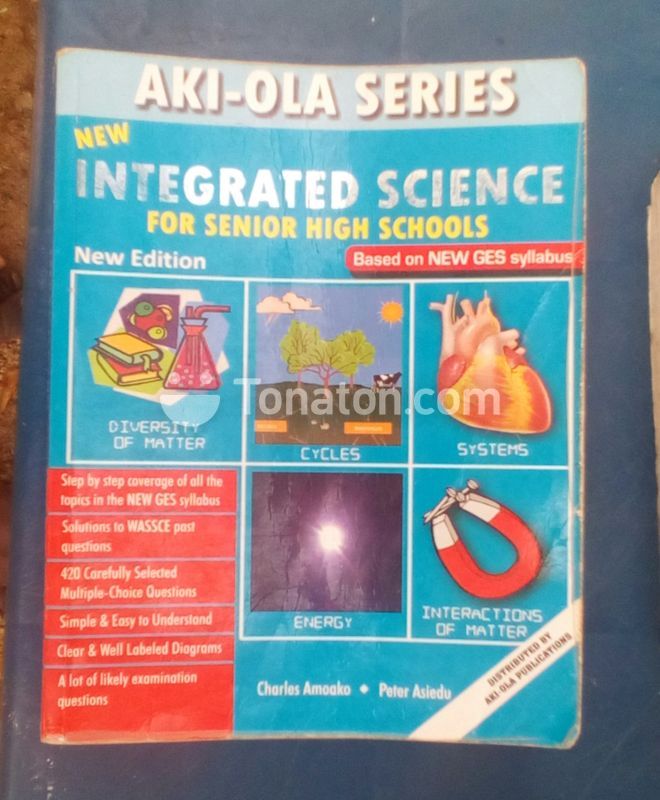 AKI-OLA SERIES
NEW
INTEGRATED SCIENCE
FOR SENIOR HIGH SCHOOLS
New Edition
Based on NEW GES syllabus
DIVERSITY
OF MATTER
CYCLES
SYSTEMS
Tonaton.com
Step by step coverage of all the
topics in the NEW GES syllabus
Solutions to WASSCE past
questions
420 Carefully Selected
Multiple-Choice Questions
Simple & Easy to Understand
Clear & Well Labeled Diagrams
A lot of likely examination
questions
ENERGY
INTERACTIONS
OF MATTER
Charles Amoako • Peter Asiedu
DISTRIBUTED BY
AKI-OLA PUBLICATIONS